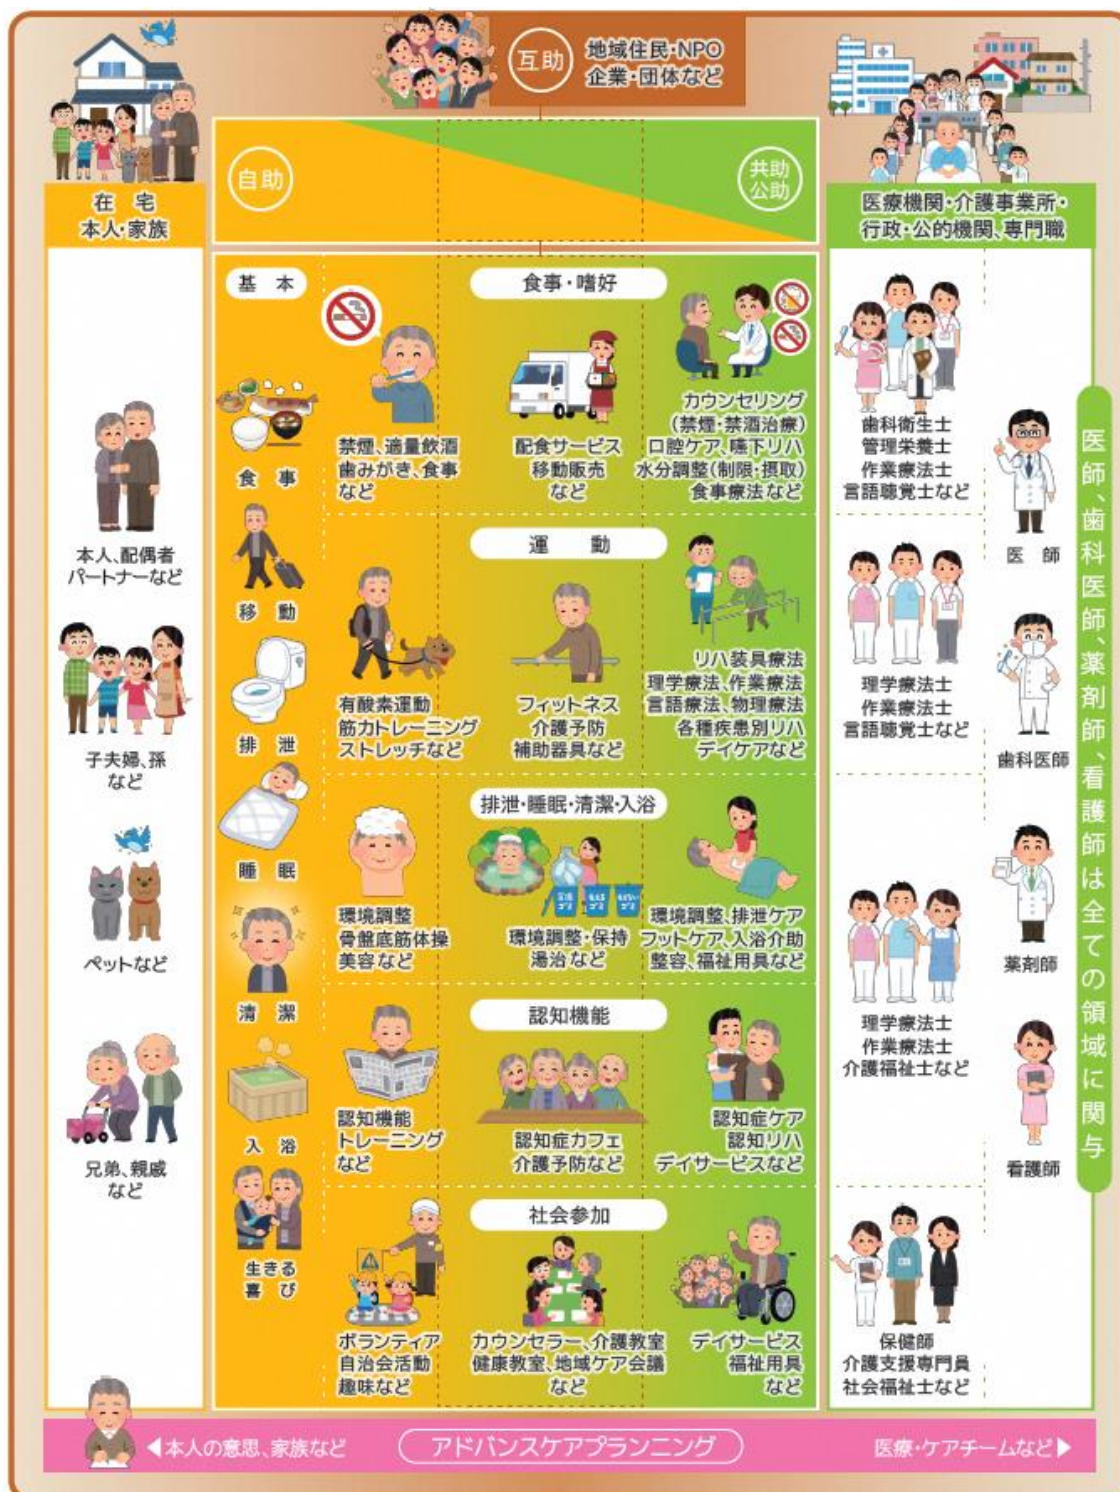 互助
地域住民・NPO
企業・団体など
自助
共助
公助
在宅
本人・家族
医療機関・介護事業所・
行政・公的機関、専門職
本人、配偶者
パートナーなど
子夫婦、孫
など
ペットなど
兄弟、親戚
など
基本
食事
移動
排泄
睡眠
清潔
入浴
生きる
喜び
食事・嗜好
禁煙、適量飲酒
歯みがき、食事
など
配食サービス
移動販売
など
カウンセリング
(禁煙・禁酒治療)
口腔ケア、嚥下リハ
水分調整(制限・摂取)
食事療法など
運動
有酸素運動
筋力トレーニング
ストレッチなど
フィットネス
介護予防
補助器具など
リハ装具療法
理学療法、作業療法
言語療法、物理療法
各種疾患別リハ
デイケアなど
排泄・睡眠・清潔・入浴
環境調整
骨盤底筋体操
美容など
環境調整・保持
湯治など
環境調整、排泄ケア
フットケア、入浴介助
整容、福祉用具など
認知機能
認知機能
トレーニング
など
認知症カフェ
介護予防など
認知症ケア
認知リハ
デイサービスなど
社会参加
ボランティア
自治会活動
趣味など
カウンセラー、介護教室
健康教室、地域ケア会議
など
デイサービス
福祉用具
など
歯科衛生士
管理栄養士
作業療法士
言語聴覚士など
理学療法士
作業療法士
言語聴覚士など
理学療法士
作業療法士
介護福祉士など
保健師
介護支援専門員
社会福祉士など
医師
歯科医師
薬剤師
看護師
医師、歯科医師、薬剤師、看護師は全ての領域に関与
◀本人の意思、家族など
アドバンスケアプランニング
医療・ケアチームなど▶